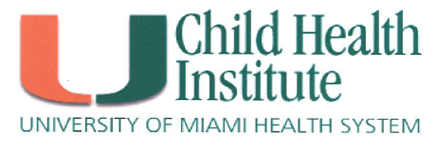 Child Health
Institute
UNIVERSITY OF MIAMI HEALTH SYSTEM